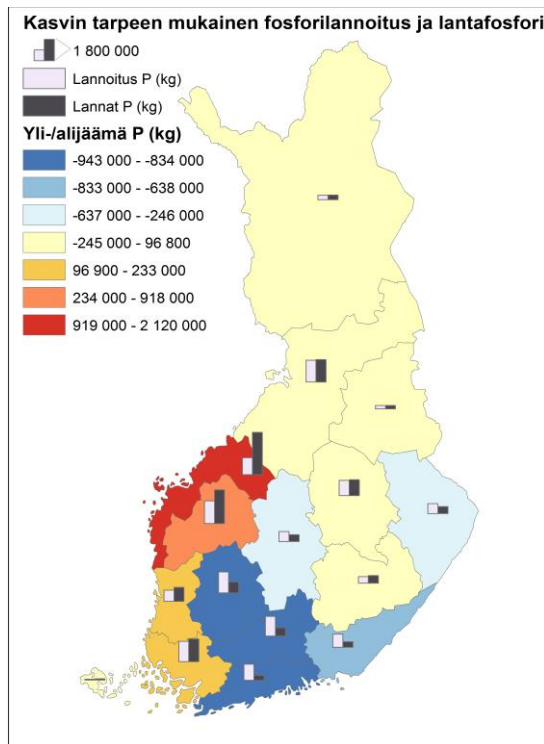 Kasvin tarpeen mukainen fosforilannoitus ja lantafosfori
1 800 000
Lannoitus P (kg)
Lannat P (kg)
Yli-/alijäämä P (kg)
-943 000 - -834 000
-833 000 - -638 000
-637 000 - -246 000
-245 000 - 96 800
96 900 - 233 000
234 000 - 918 000
919 000 - 2 120 000